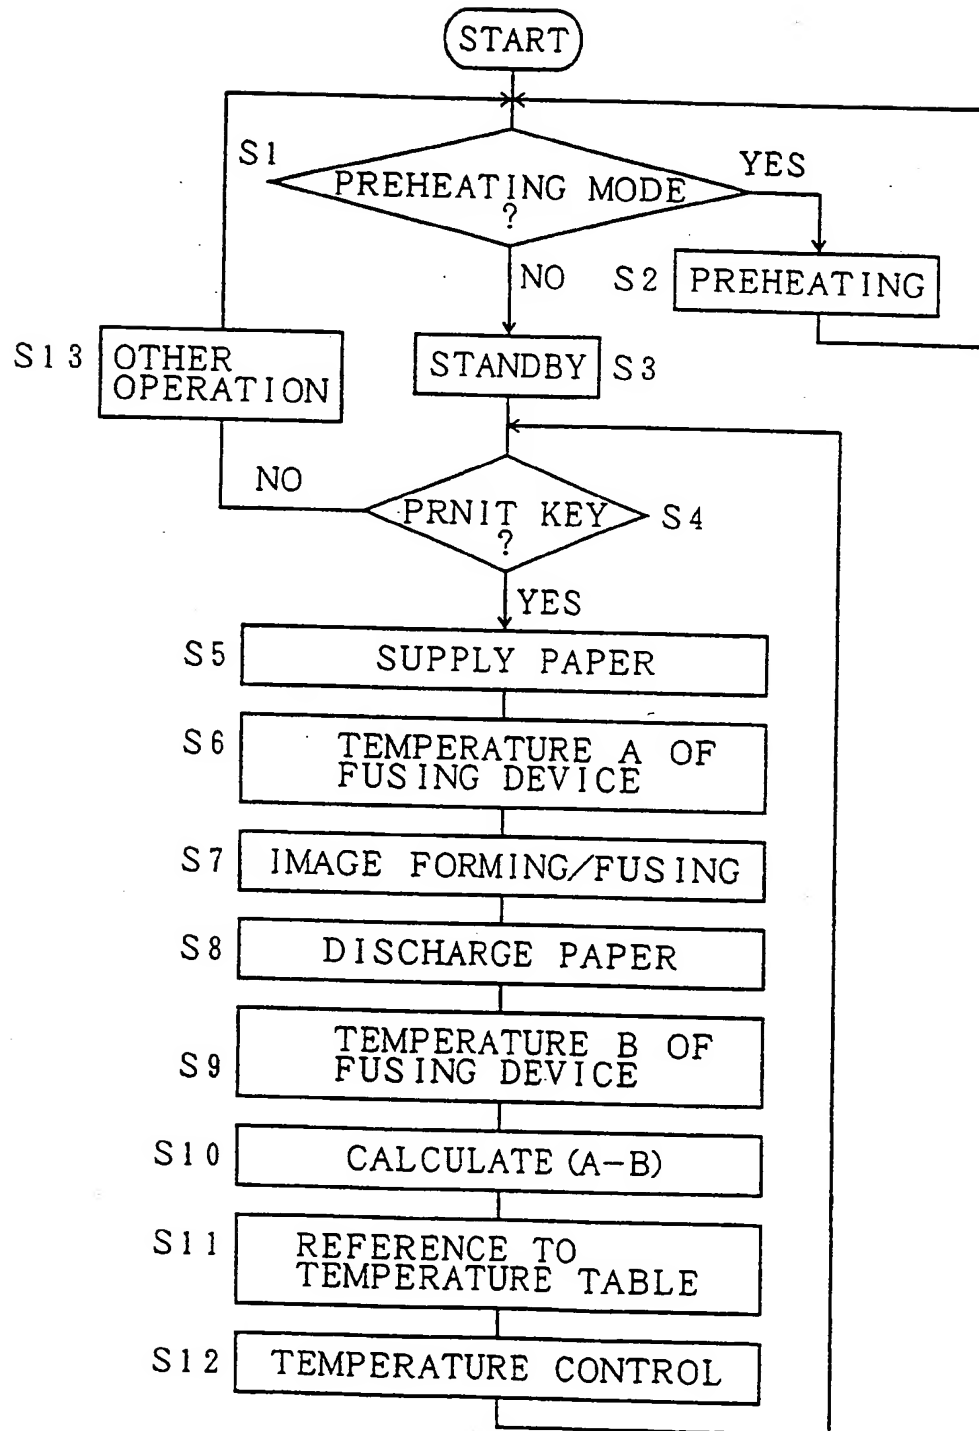 START
S1
PREHEATING MODE
?
YES
NO
S2
PREHEATING
S13
OTHER
OPERATION
STANDBY
S3
NO
PRNIT KEY
?
S4
YES
S5
SUPPLY PAPER
S6
TEMPERATURE A OF
FUSING DEVICE
S7
IMAGE FORMING/FUSING
S8
DISCHARGE PAPER
S9
TEMPERATURE B OF
FUSING DEVICE
S10
CALCULATE (A-B)
S11
REFERENCE TO
TEMPERATURE TABLE
S12
TEMPERATURE CONTROL